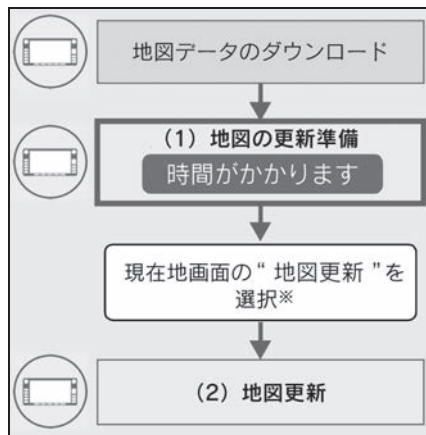 地図データのダウンロード
(1) 地図の更新準備
時間がかかります
現在地画面の“ 地図更新 ”を
選択※
(2) 地図更新